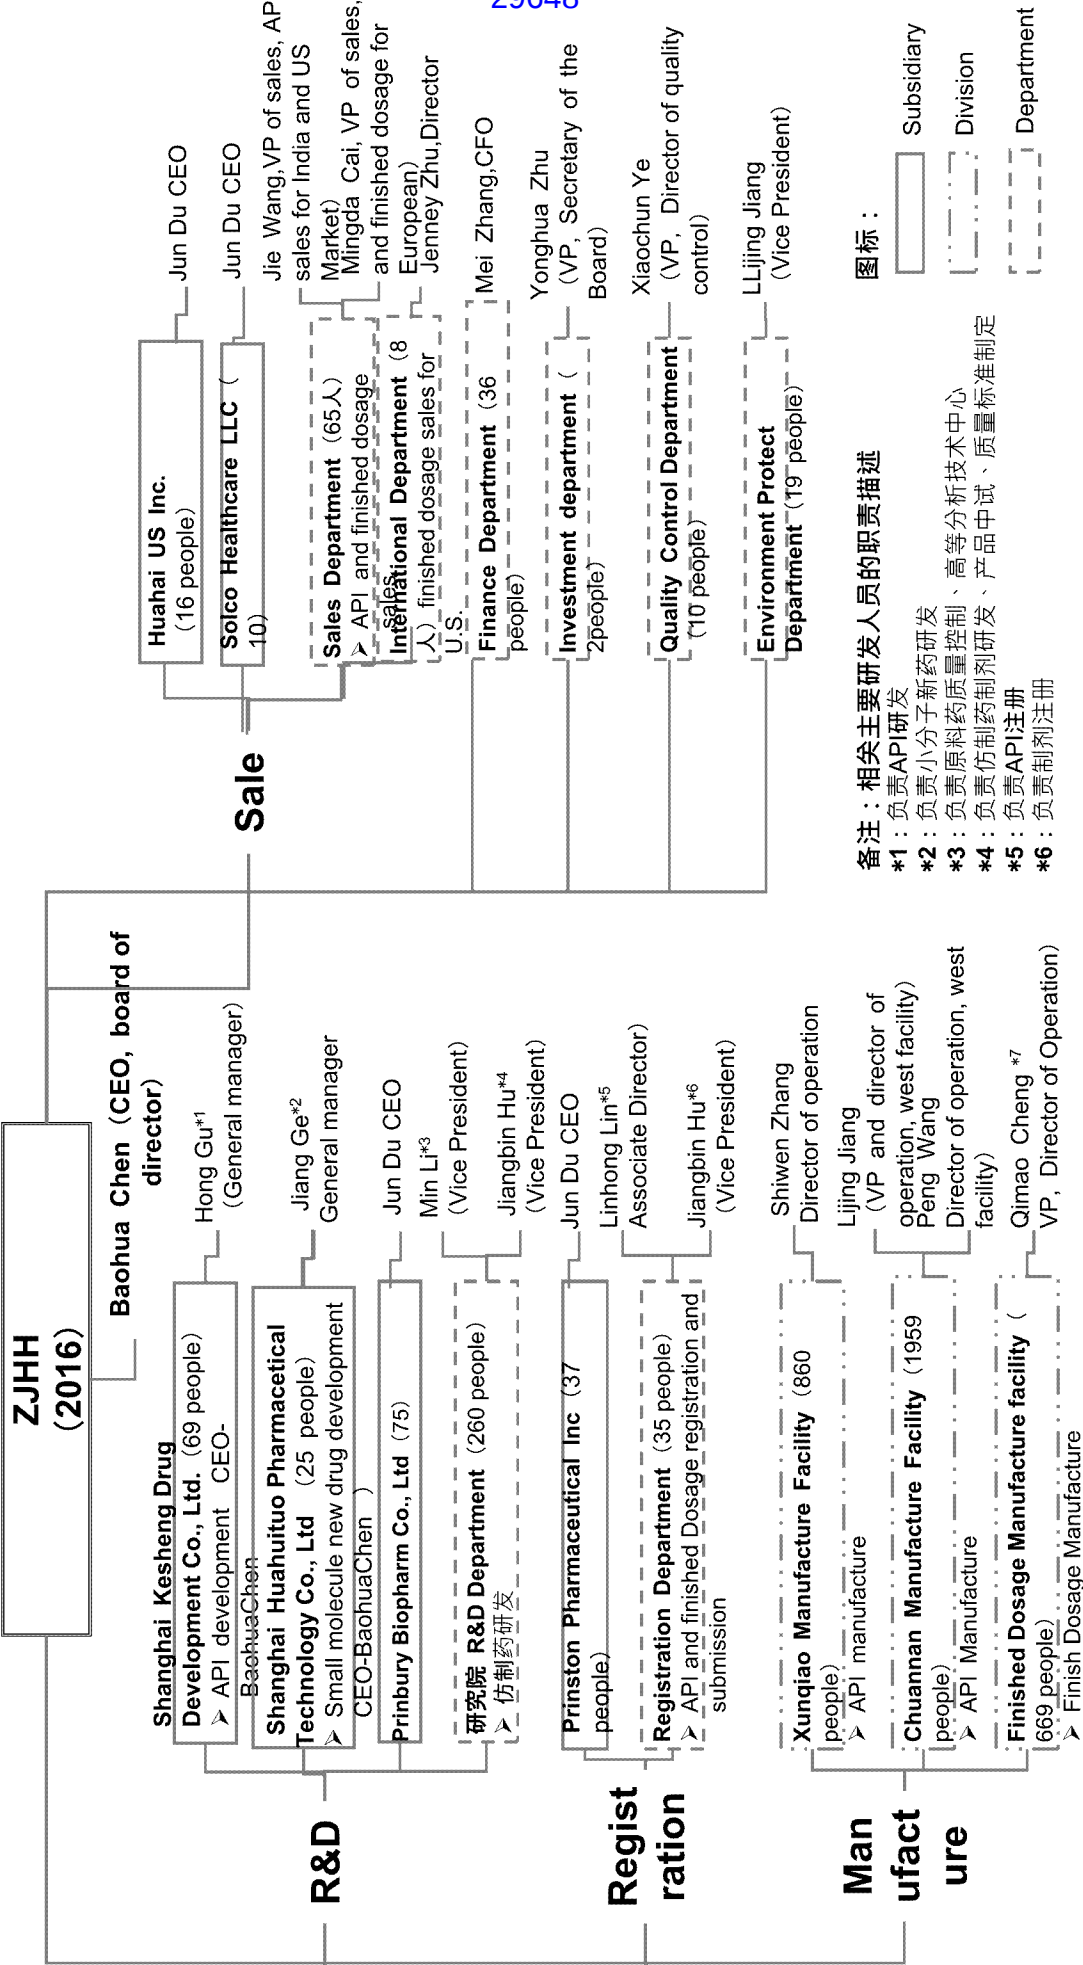 29648
ZJHH
（2016）
Baohua Chen（CEO, board of
director）
R&D
Shanghai Kesheng Drug
Development Co., Ltd.（69 people）
➢ API development CEO-
BaohuaChen
Hong Gu*1
（General manager）
Shanghai Huahuituo Pharmacetical
Technology Co., Ltd （25 people）
➢ Small molecule new drug development
CEO-BaohuaChen ）
Jiang Ge*2
General manager
Prinbury Biopharm Co., Ltd（75）
Jun Du CEO
研究院 R&D Department（260 people）
➢ 仿制药研发
Min Li*3
（Vice President）
Jiangbin Hu*4
（Vice President）
Regist
ration
Prinston Pharmaceutical Inc（37
people）
Jun Du CEO
Registration Department（35 people）
➢ API and finished Dosage registration and
submission
Linhong Lin*5
Associate Director）
Jiangbin Hu*6
（Vice President）
Man
ufact
ure
Xunqiao Manufacture Facility（860
people）
➢ API manufacture
Shiwen Zhang
Director of operation
Chuannan Manufacture Facility（1959
people）
➢ API Manufacture
Lijing Jiang
（VP and director of
operation, west facility）
Peng Wang
Director of operation, west
facility）
Finished Dosage Manufacture facility（
669 people）
➢ Finish Dosage Manufacture
Qimao Cheng *7
VP, Director of Operation）
Sale
Huahai US Inc.
（16 people）
Jun Du CEO
Solco Healthcare LLC（
10）
Jun Du CEO
Sales Department（65人）
➢ API and finished dosage
sales
Jie Wang,VP of sales, AP
sales for India and US
Market）
Mingda Cai, VP of sales,
and finished dosage for
European）
International Department（8
人）finished dosage sales for
U.S.
Jenney Zhu,Director
Finance Department（36
people）
Mei Zhang,CFO
Investment department（
2people）
Yonghua Zhu
（VP, Secretary of the
Board）
Quality Control Department
（10 people）
Xiaochun Ye
（VP, Director of quality
control）
Environment Protect
Department（19 people）
LLijing Jiang
（Vice President）
备注：相关主要研发人员的职责描述
*1：负责API研发
*2：负责小分子新药研发
*3：负责原料药质量控制、高等分析技术中心
*4：负责仿制药制剂研发、产品中试、质量标准制定
*5：负责API注册
*6：负责制剂注册
图标：
Subsidiary
Division
Department